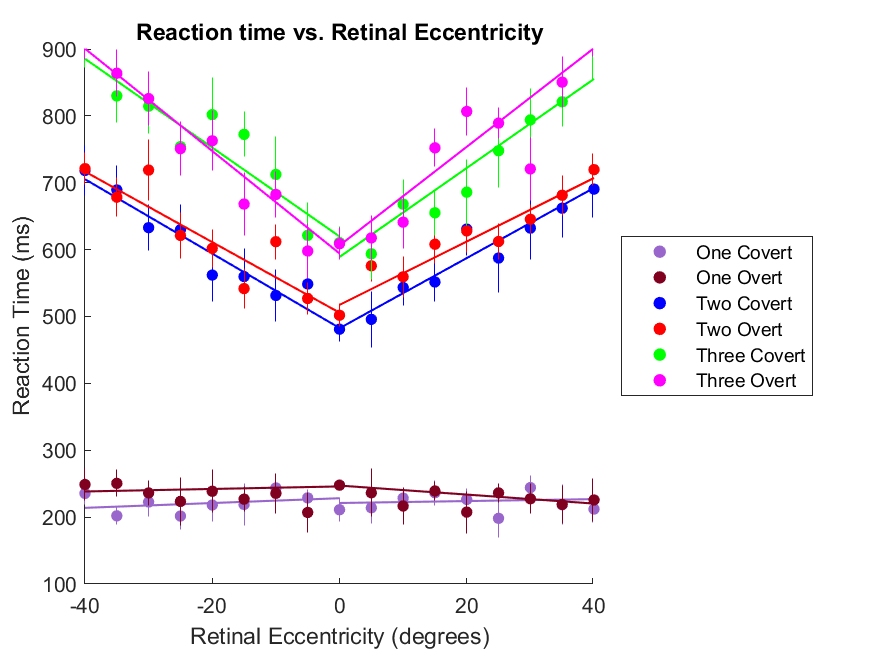 Reaction time vs. Retinal Eccentricity
900
800
700
600
500
400
300
200
100
Reaction Time (ms)
-40
-20
0
20
40
Retinal Eccentricity (degrees)
One Covert
One Overt
Two Covert
Two Overt
Three Covert
Three Overt